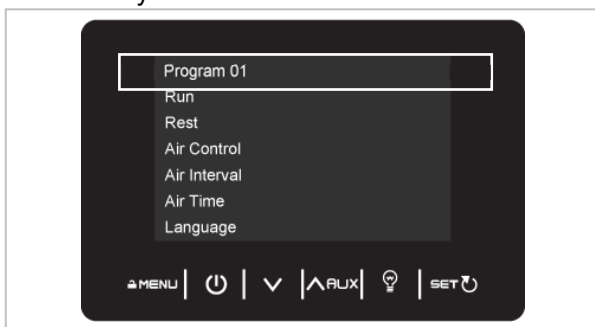 Program 01
Run
Rest
Air Control
Air Interval
Air Time
Language
MENU AUX SET